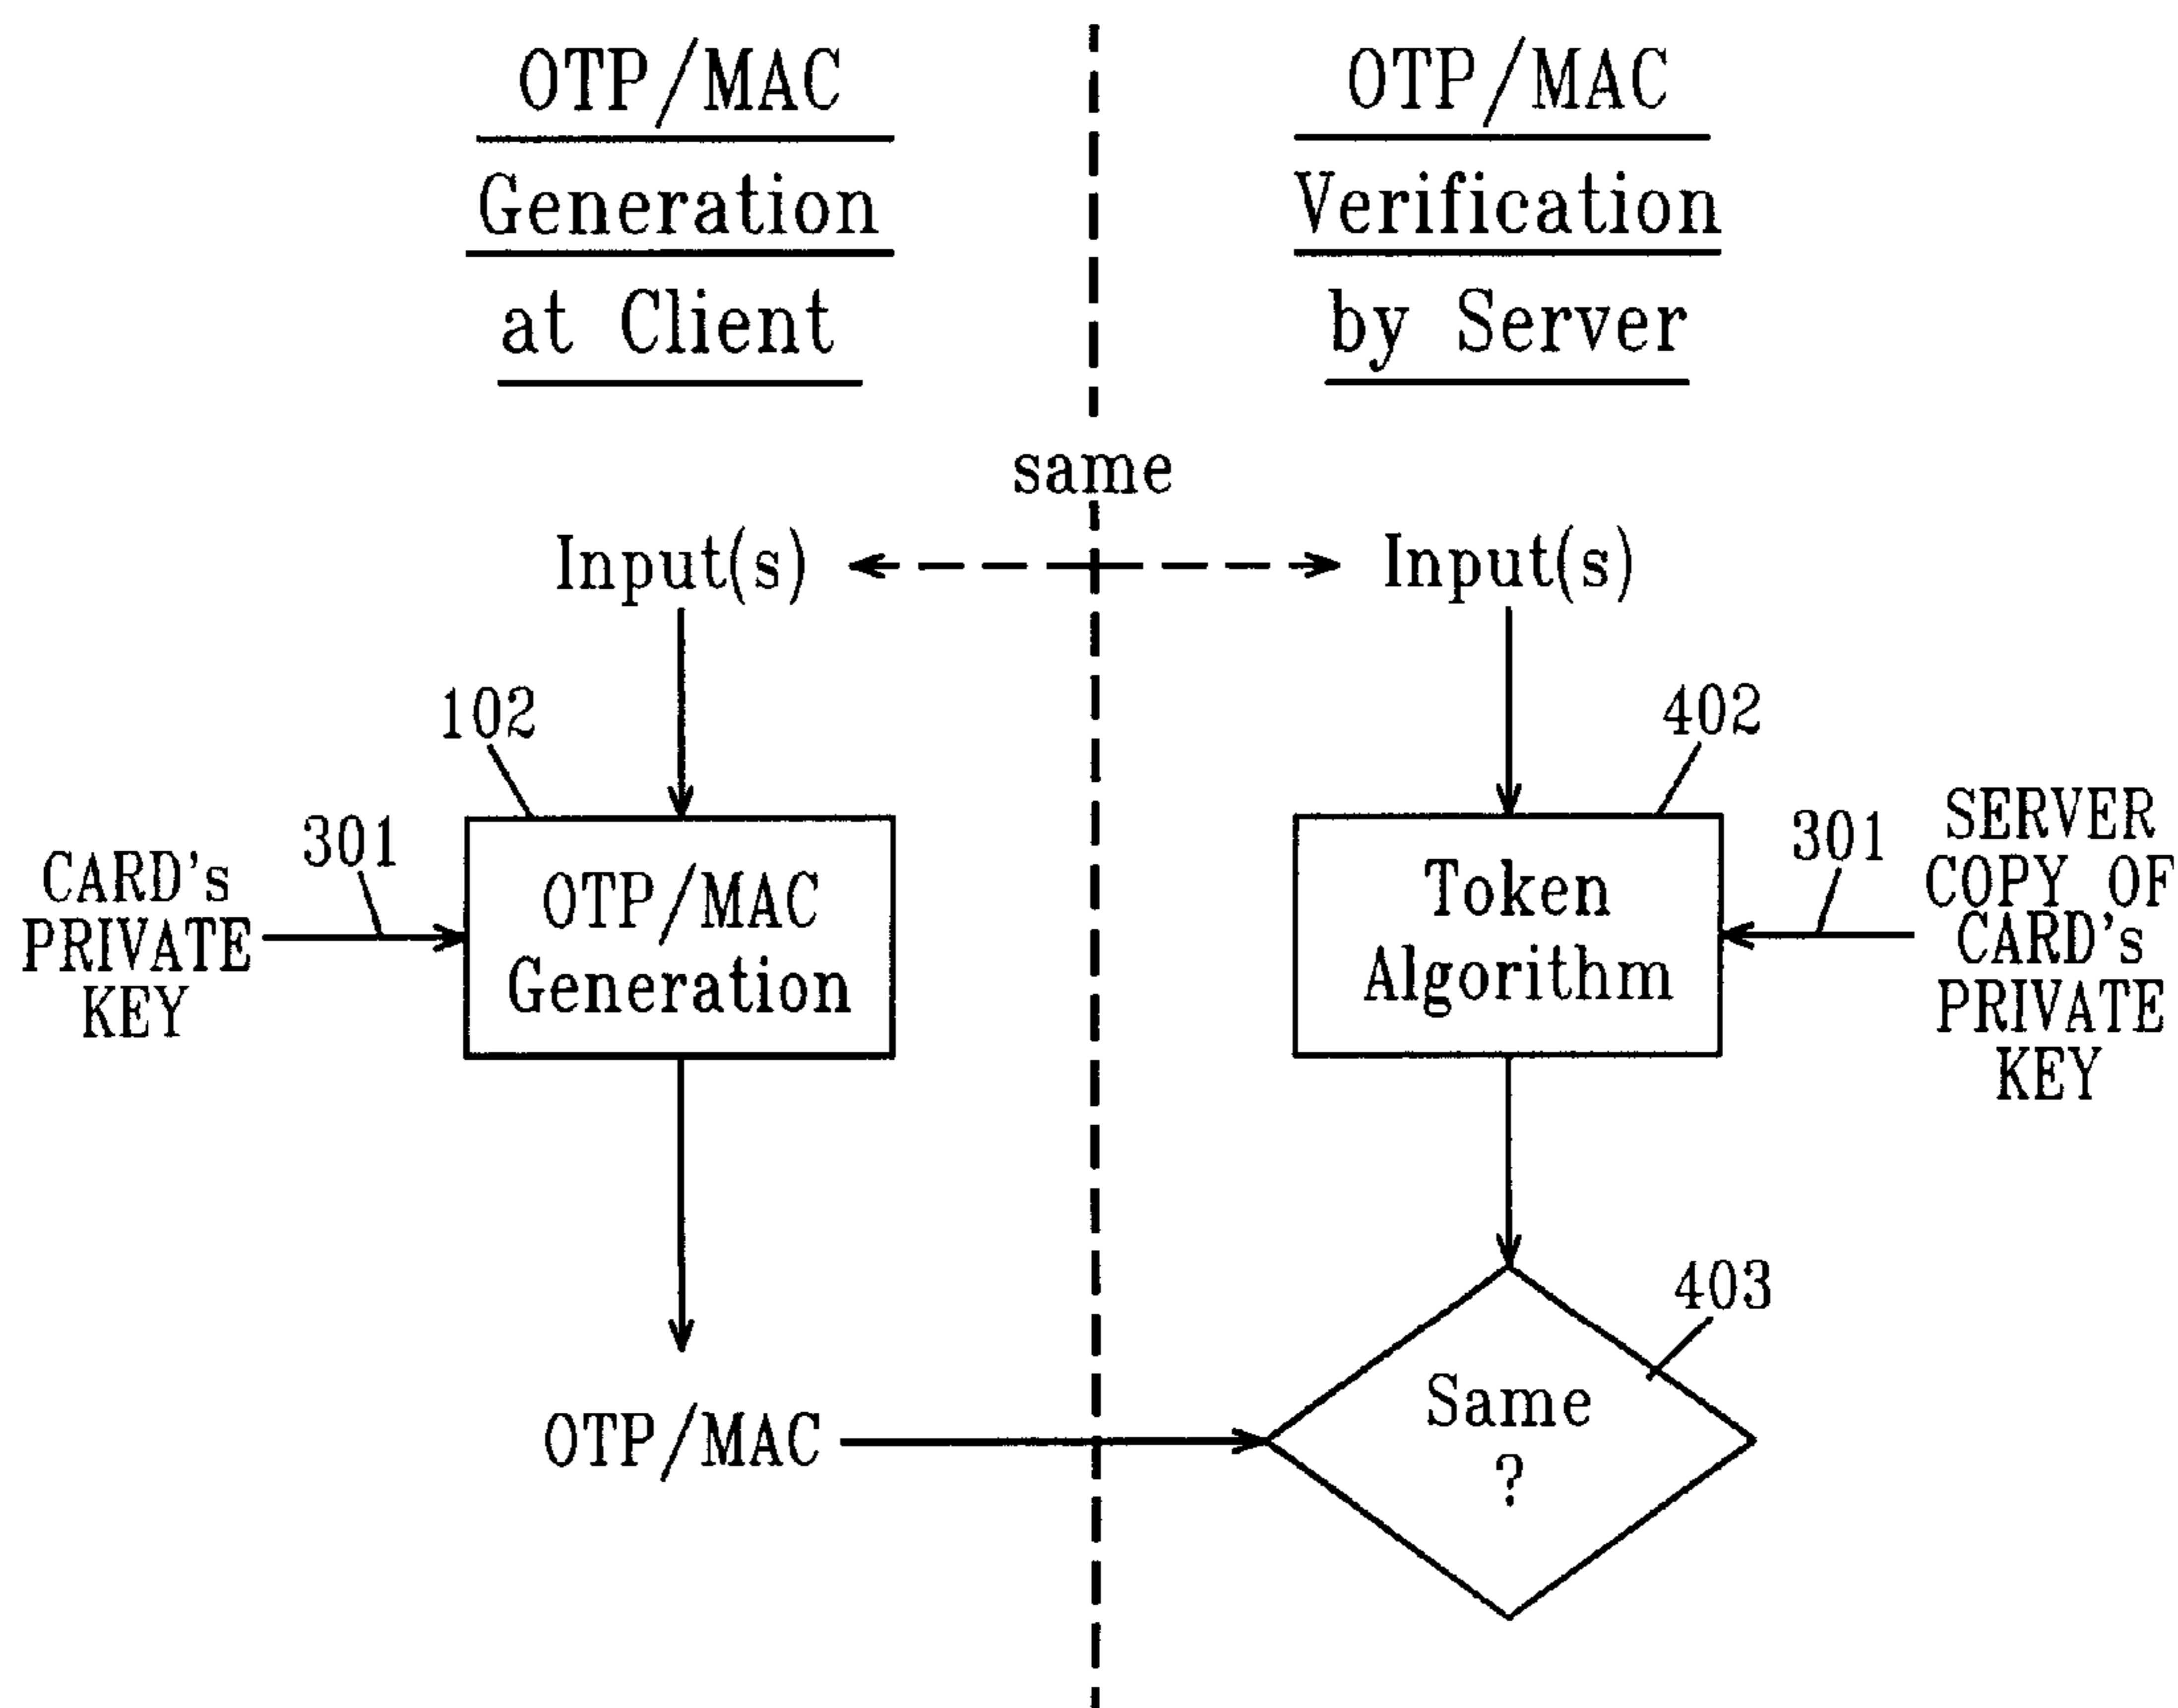 OTP/MAC
Generation
at Client
OTP/MAC
Verification
by Server
same
Input(s)
Input(s)
102
402
301
CARD's
PRIVATE
KEY
OTP/MAC
Generation
Token
Algorithm
301
SERVER
COPY OF
CARD's
PRIVATE
KEY
403
OTP/MAC
Same
?